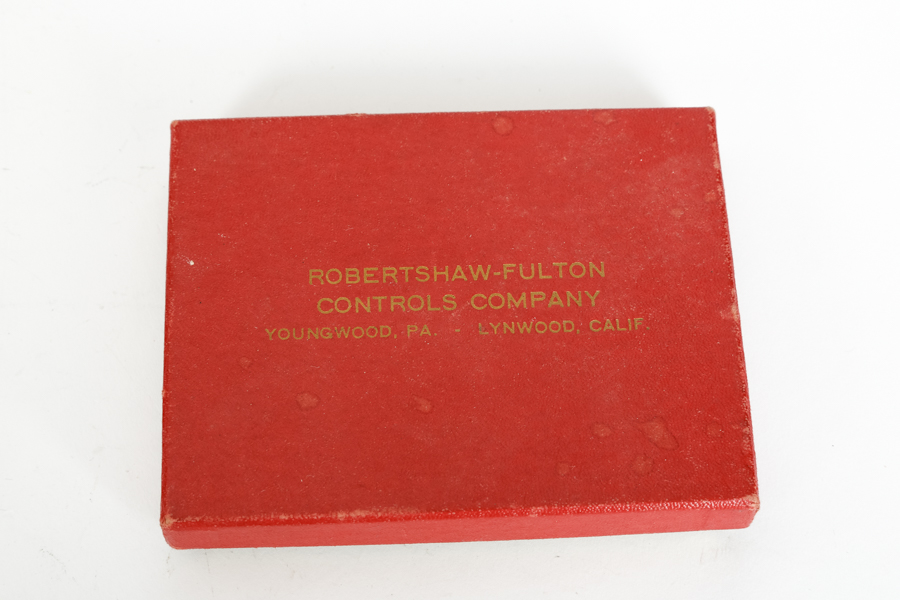 ROBERTSHAW-FULTON
CONTROLS COMPANY
YOUNGWOOD, PA. - LYNWOOD, CALIF.